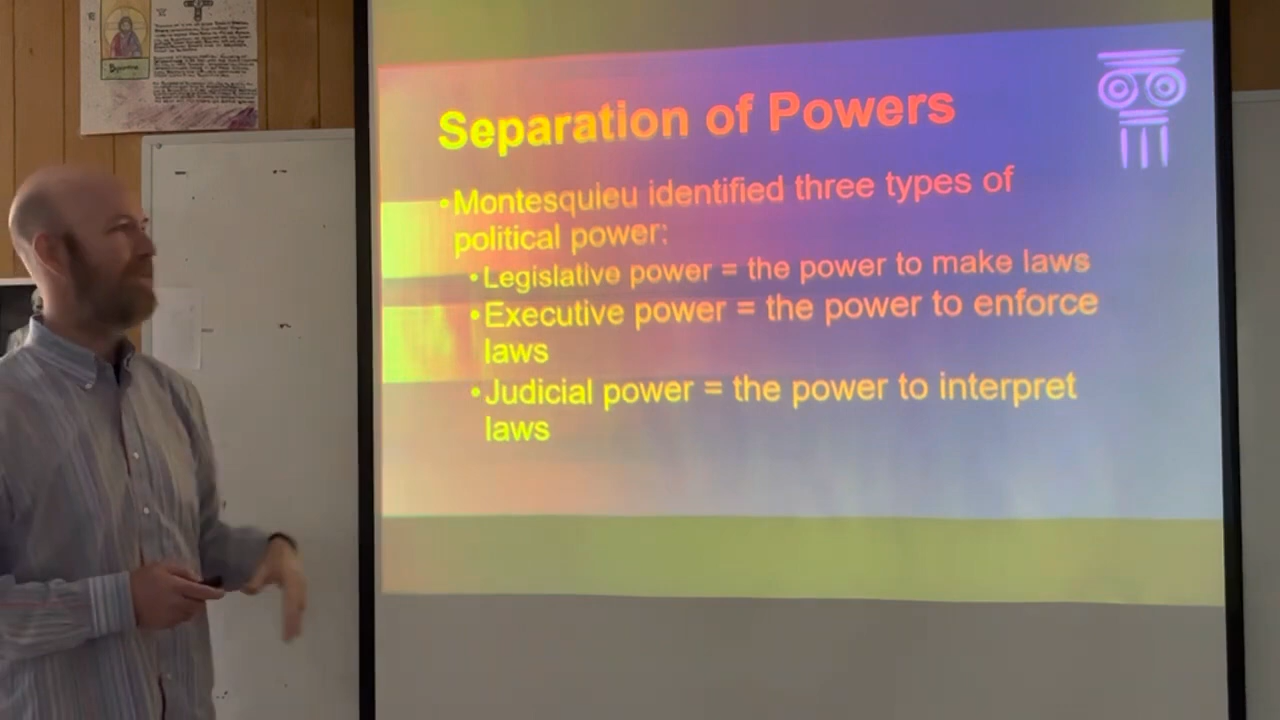 Byzantine
Separation of Powers
•Montesquieu identified three types of
political power:
•Legislative power = the power to make laws
•Executive power = the power to enforce
laws
•Judicial power = the power to interpret
laws